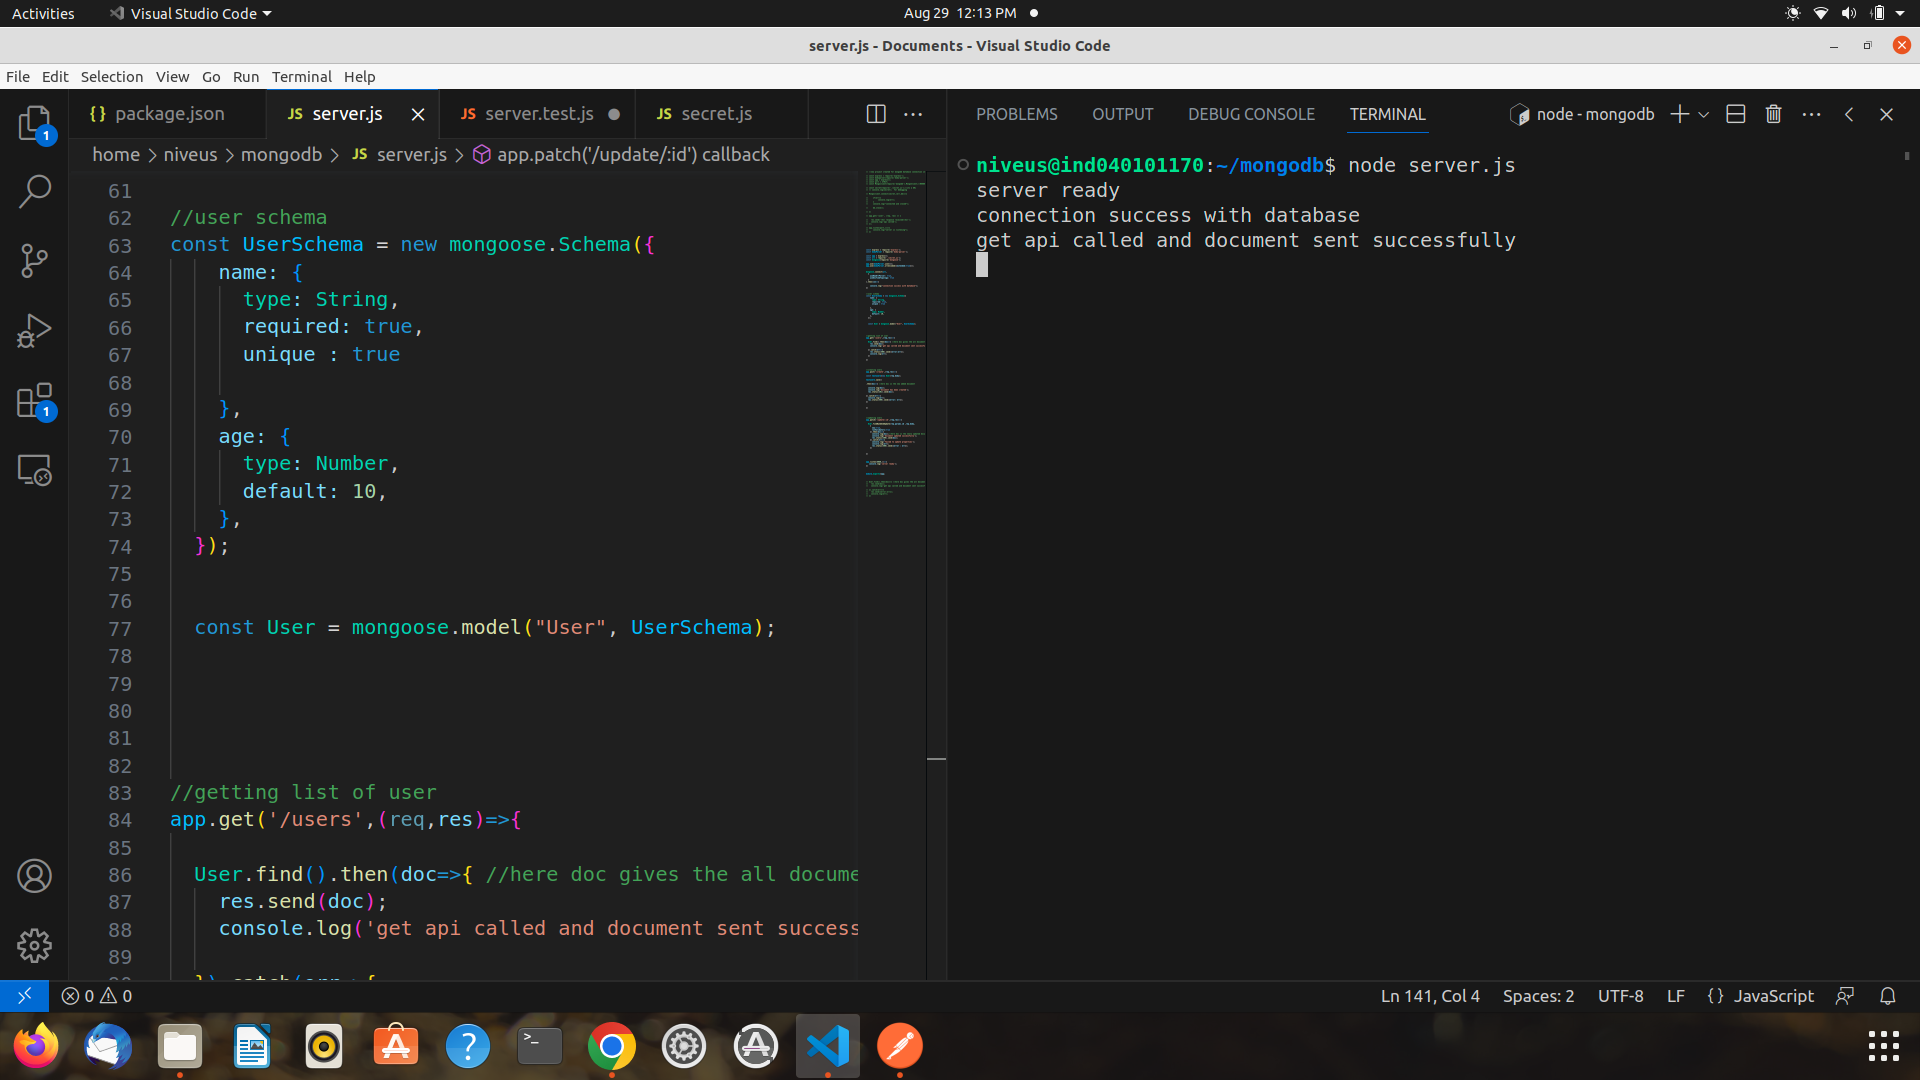 Activities Visual Studio Code Aug 29 12:13 PM
server.js - Documents - Visual Studio Code
File Edit Selection View Go Run Terminal Help
{} package.json JS server.js JS server.test.js JS secret.js
PROBLEMS OUTPUT DEBUG CONSOLE TERMINAL node - mongodb
home > niveus > mongodb > JS server.js > app.patch('/update/:id') callback
niveus@ind040101170:~/mongodb$ node server.js
server ready
connection success with database
get api called and document sent successfully
61
62 //user schema
63 const UserSchema = new mongoose.Schema({
64 name: {
65 type: String,
66 required: true,
67 unique : true
68
69 },
70 age: {
71 type: Number,
72 default: 10,
73 },
74 });
75
76
77 const User = mongoose.model("User", UserSchema);
78
79
80
81
82
83 //getting list of user
84 app.get('/users',(req,res)=>{
85
86 User.find().then(doc=>{ //here doc gives the all docume
87 res.send(doc);
88 console.log('get api called and document sent success
89
1
1
0 0 Ln 141, Col 4 Spaces: 2 UTF-8 LF {} JavaScript